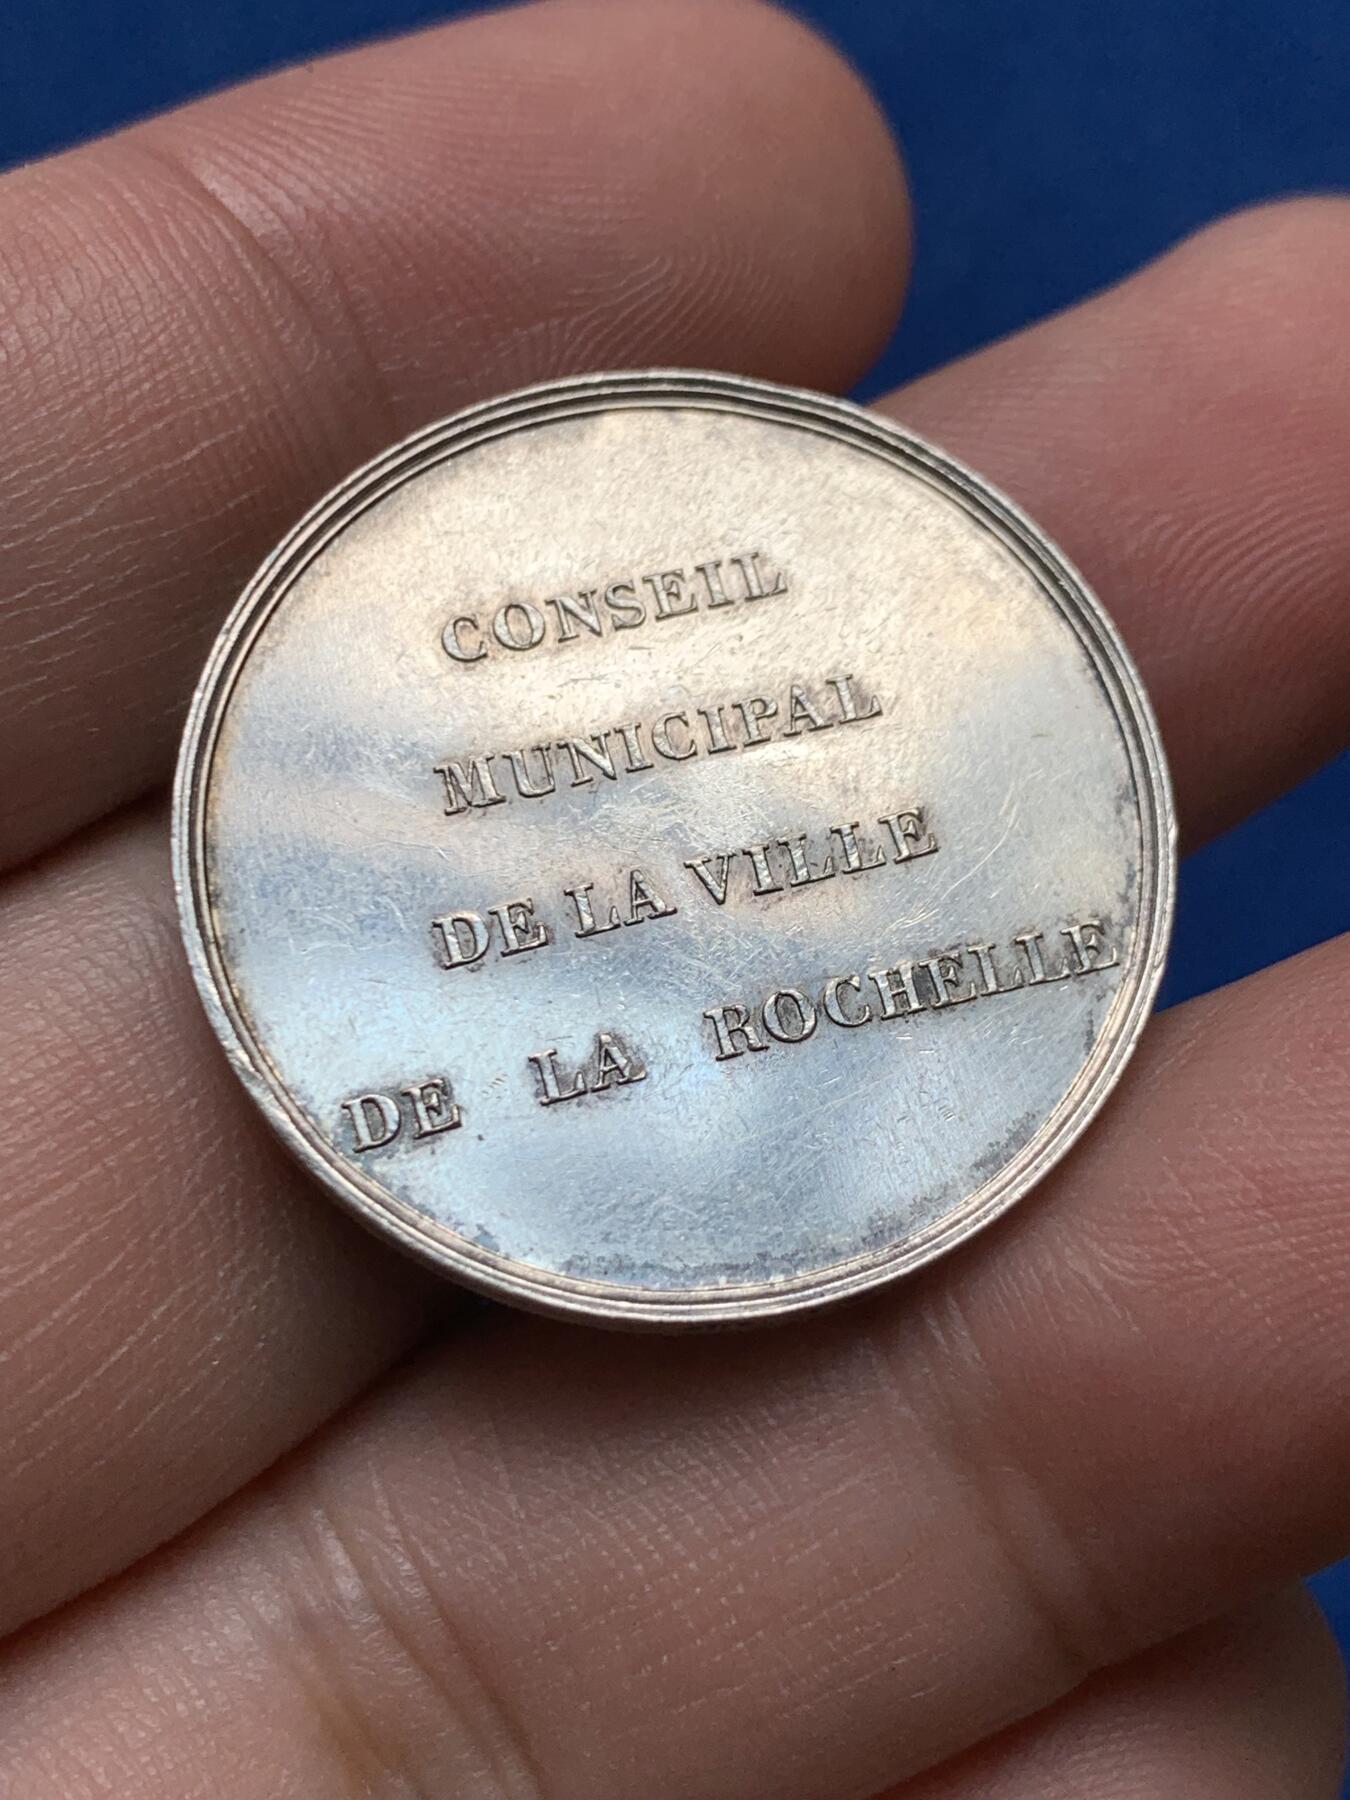 CONSEIL
MUNICIPAL
DE LA VILLE
DE LA ROCHELLE